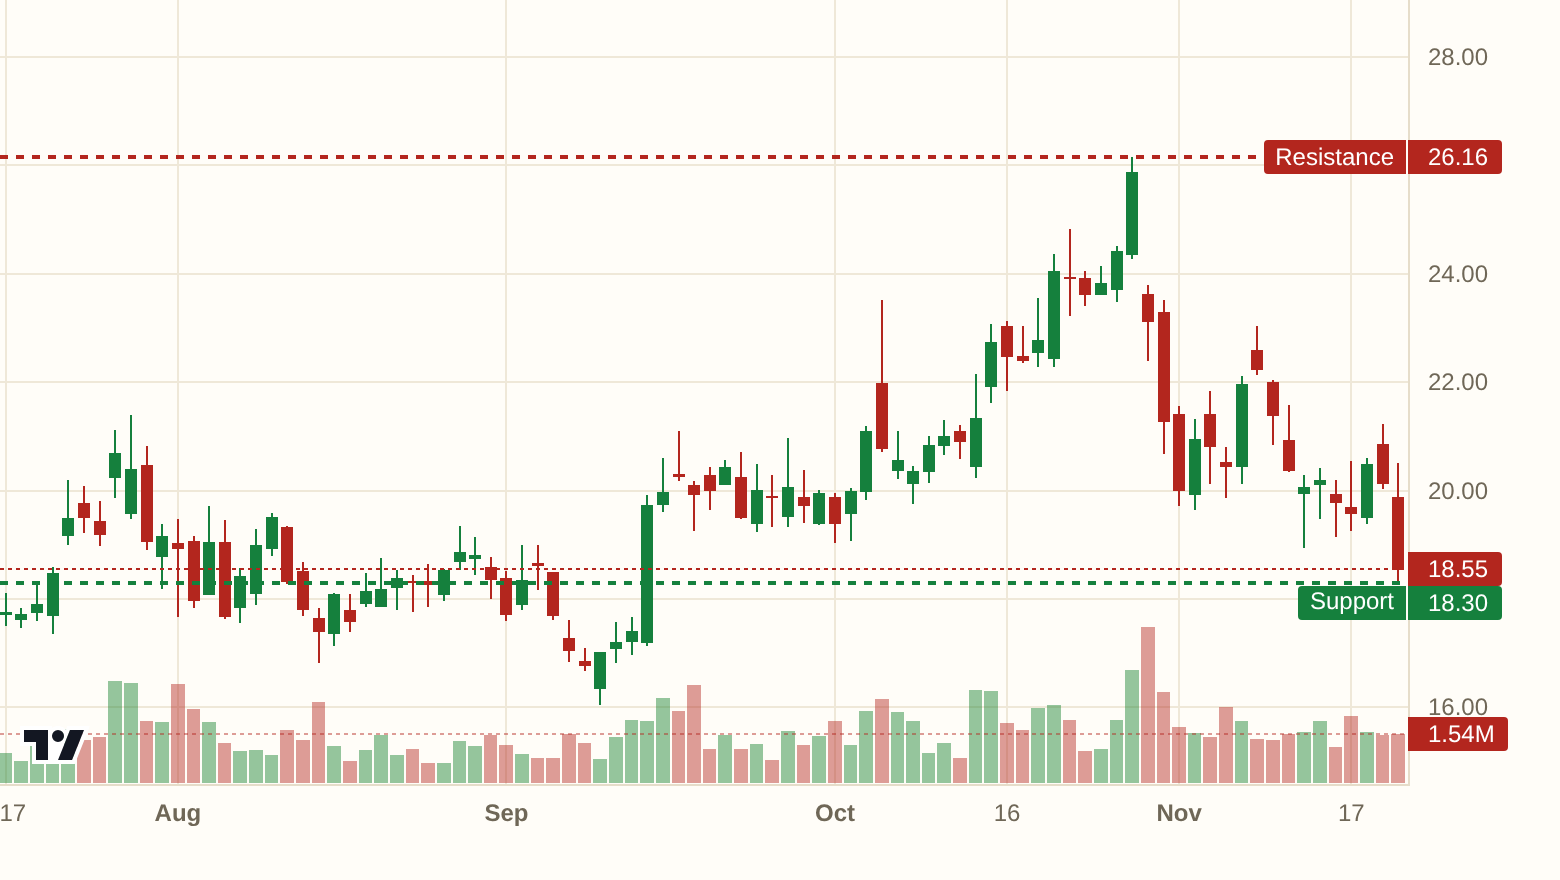 28.00
Resistance 26.16
24.00
22.00
20.00
18.55
Support 18.30
16.00
1.54M
17 Aug Sep Oct 16 Nov 17